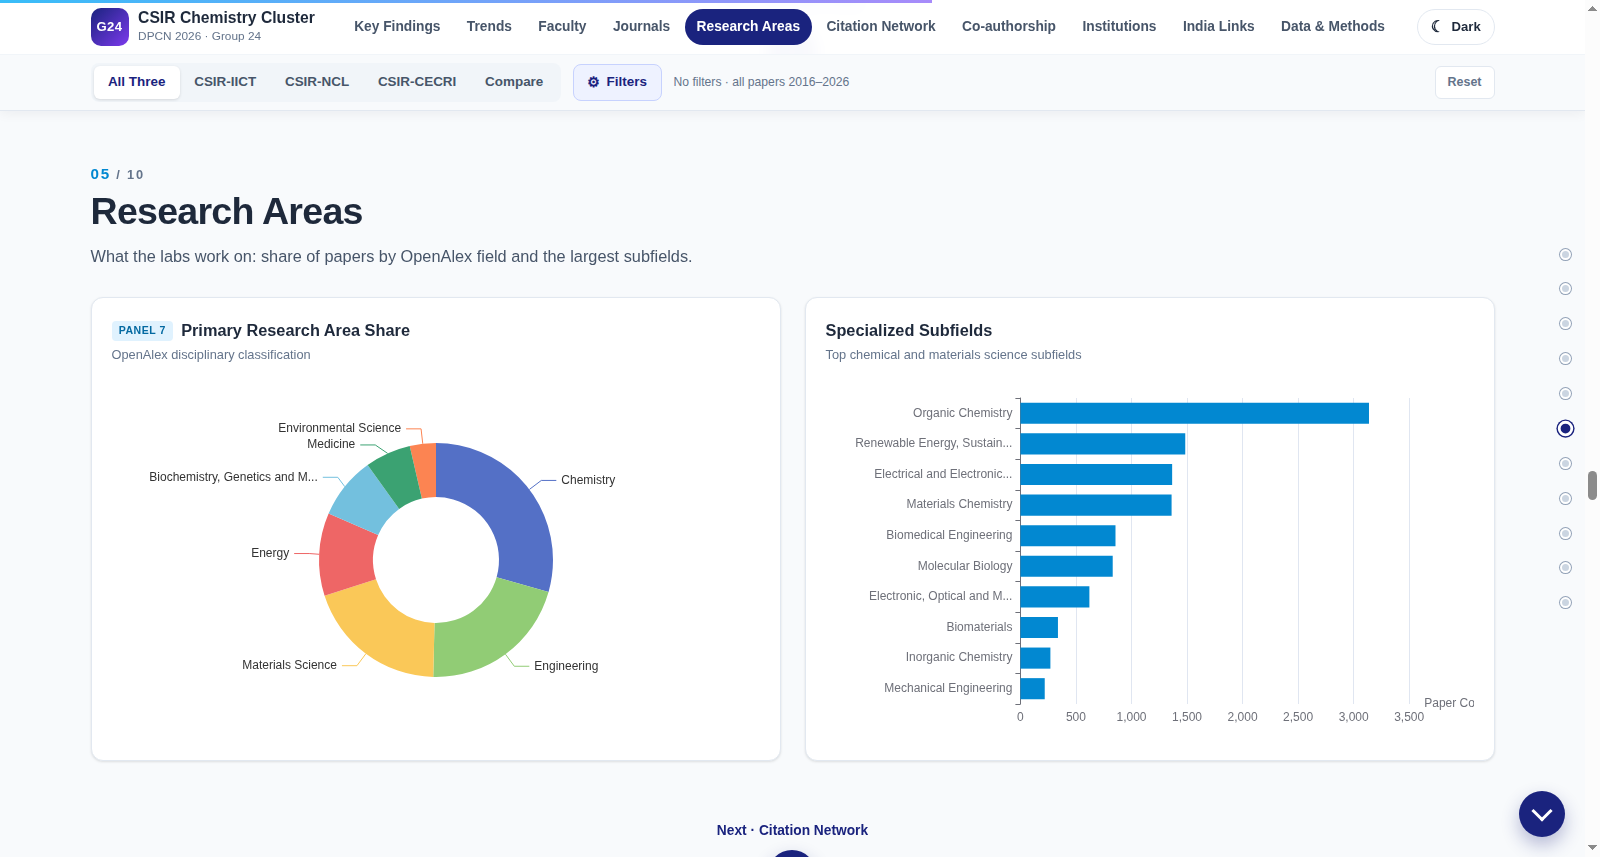 G24
CSIR Chemistry Cluster
DPCN 2026 · Group 24
Key Findings
Trends
Faculty
Journals
Research Areas
Citation Network
Co-authorship
Institutions
India Links
Data & Methods
Dark
All Three
CSIR-IICT
CSIR-NCL
CSIR-CECRI
Compare
Filters
No filters · all papers 2016–2026
Reset
05 / 10
Research Areas
What the labs work on: share of papers by OpenAlex field and the largest subfields.
PANEL 7
Primary Research Area Share
OpenAlex disciplinary classification
Environmental Science
Medicine
Biochemistry, Genetics and M...
Chemistry
Energy
Materials Science
Engineering
Specialized Subfields
Top chemical and materials science subfields
Organic Chemistry
Renewable Energy, Sustain...
Electrical and Electronic...
Materials Chemistry
Biomedical Engineering
Molecular Biology
Electronic, Optical and M...
Biomaterials
Inorganic Chemistry
Mechanical Engineering
Paper Co
0 500 1,000 1,500 2,000 2,500 3,000 3,500
Next · Citation Network